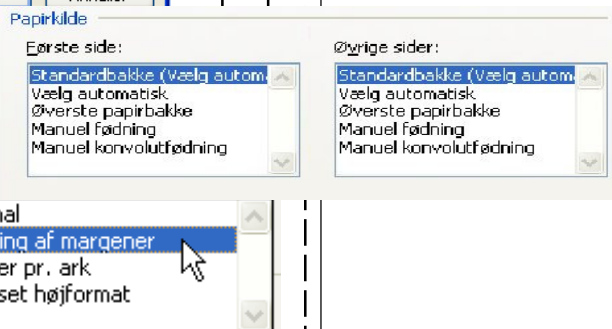 Papirkilde
Første side:
Øvrige sider:
Standardbakke (Vælg autom.
Vælg automatisk
Øverste papirbakke
Manuel fødning
Manuel konvolutfødning
Standardbakke (Vælg autom
Vælg automatisk
Øverste papirbakke
Manuel fødning
Manuel konvolutfødning
nal
ing af margener
er pr. ark
set højformat